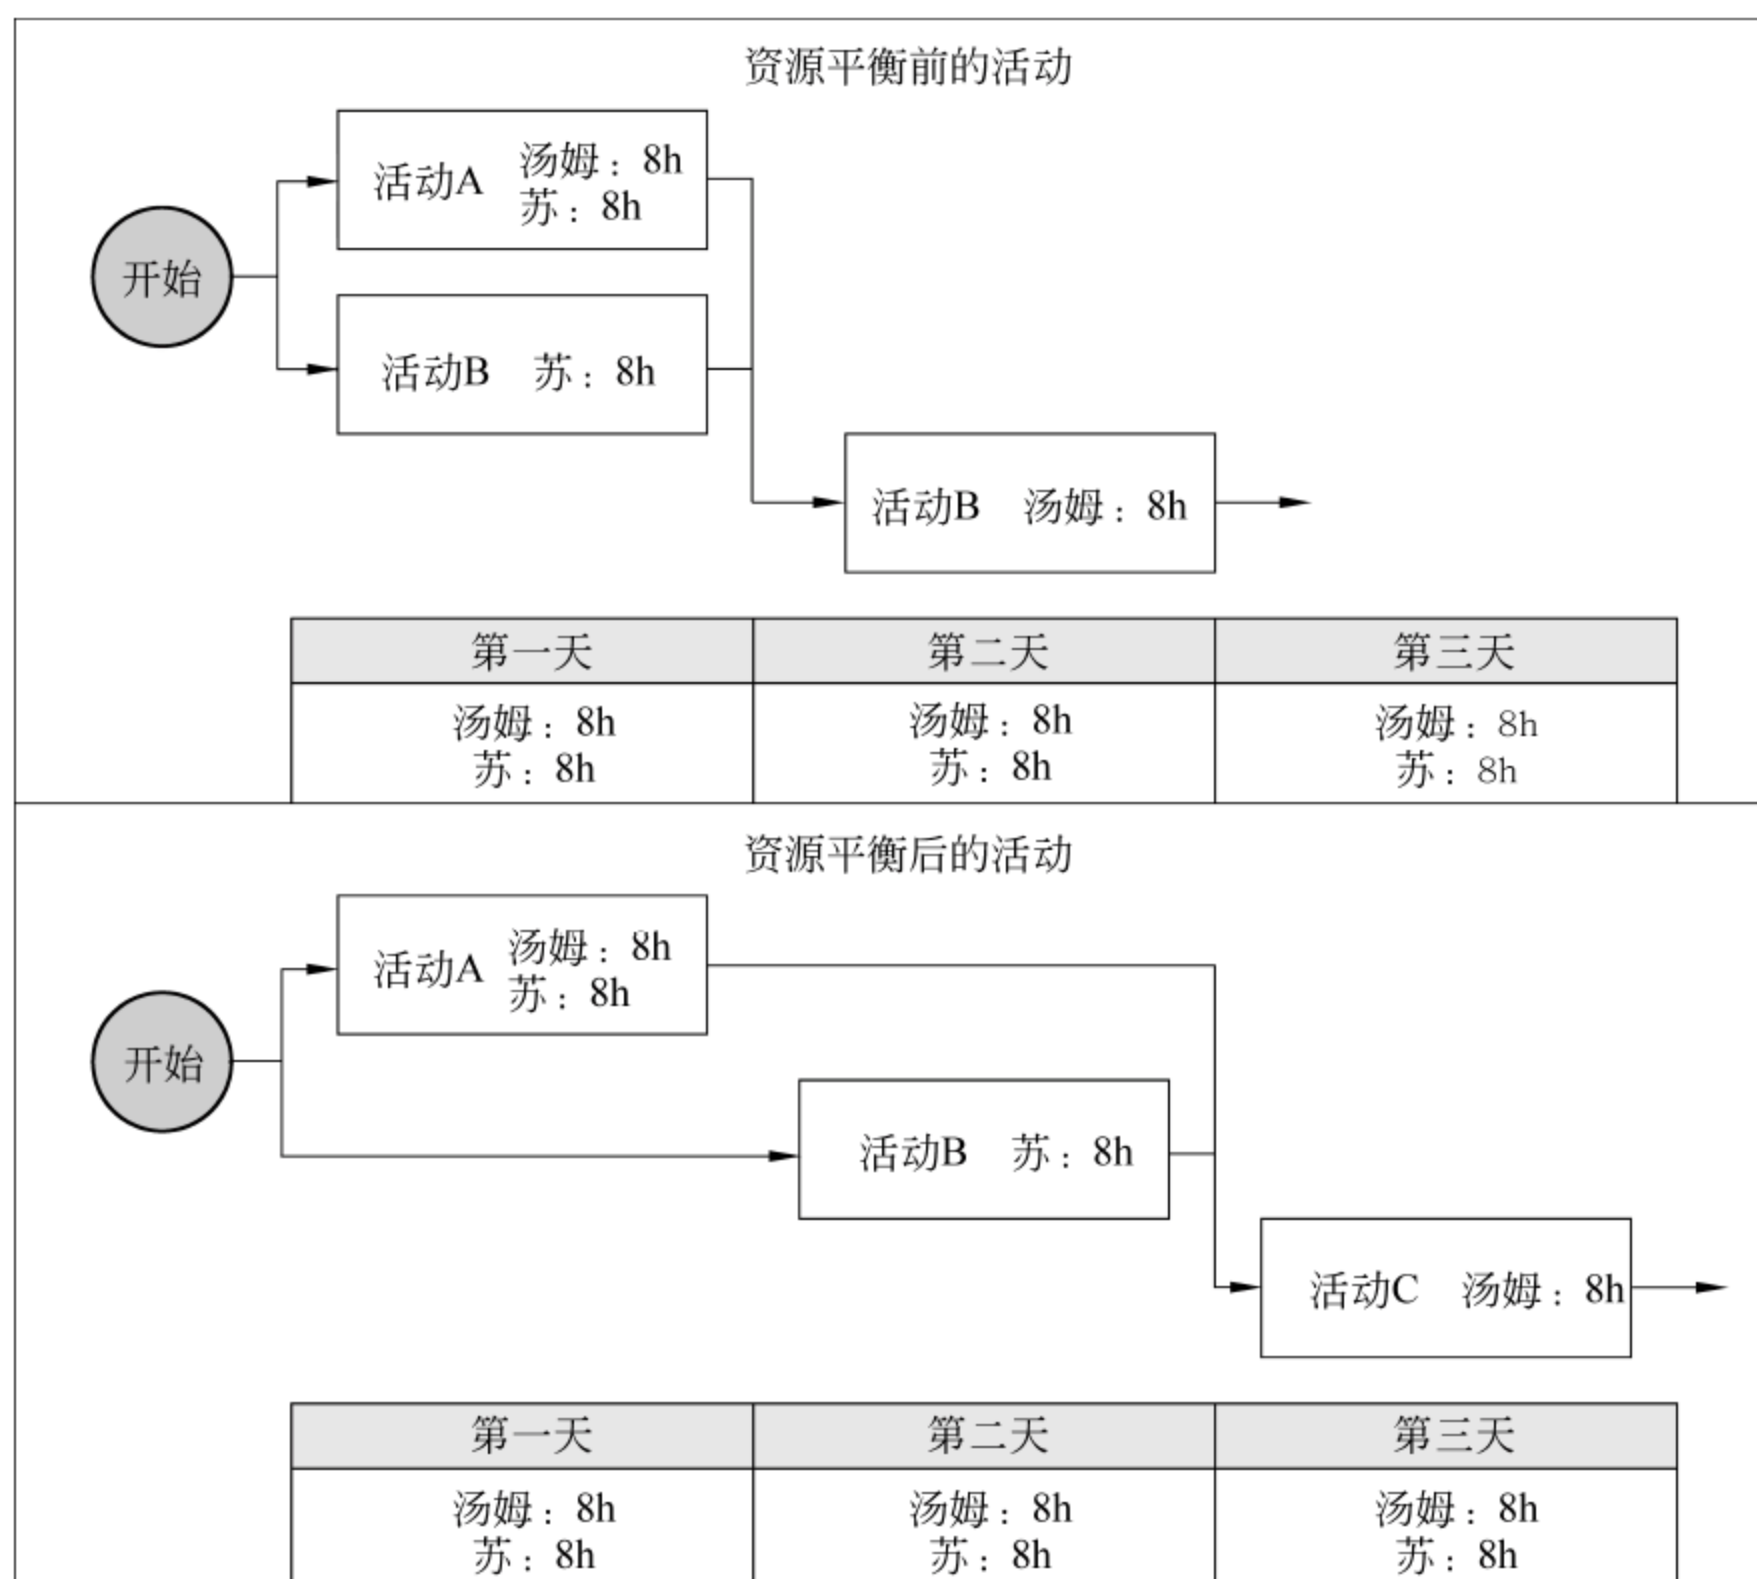 资源平衡前的活动
开始
活动A
汤姆：8h
苏：8h
活动B 苏：8h
活动B 汤姆：8h
第一天 第二天 第三天
汤姆：8h 汤姆：8h 汤姆：8h
苏：8h 苏：8h 苏：8h
资源平衡后的活动
开始
活动A
汤姆：8h
苏：8h
活动B 苏：8h
活动C 汤姆：8h
第一天 第二天 第三天
汤姆：8h 汤姆：8h 汤姆：8h
苏：8h 苏：8h 苏：8h